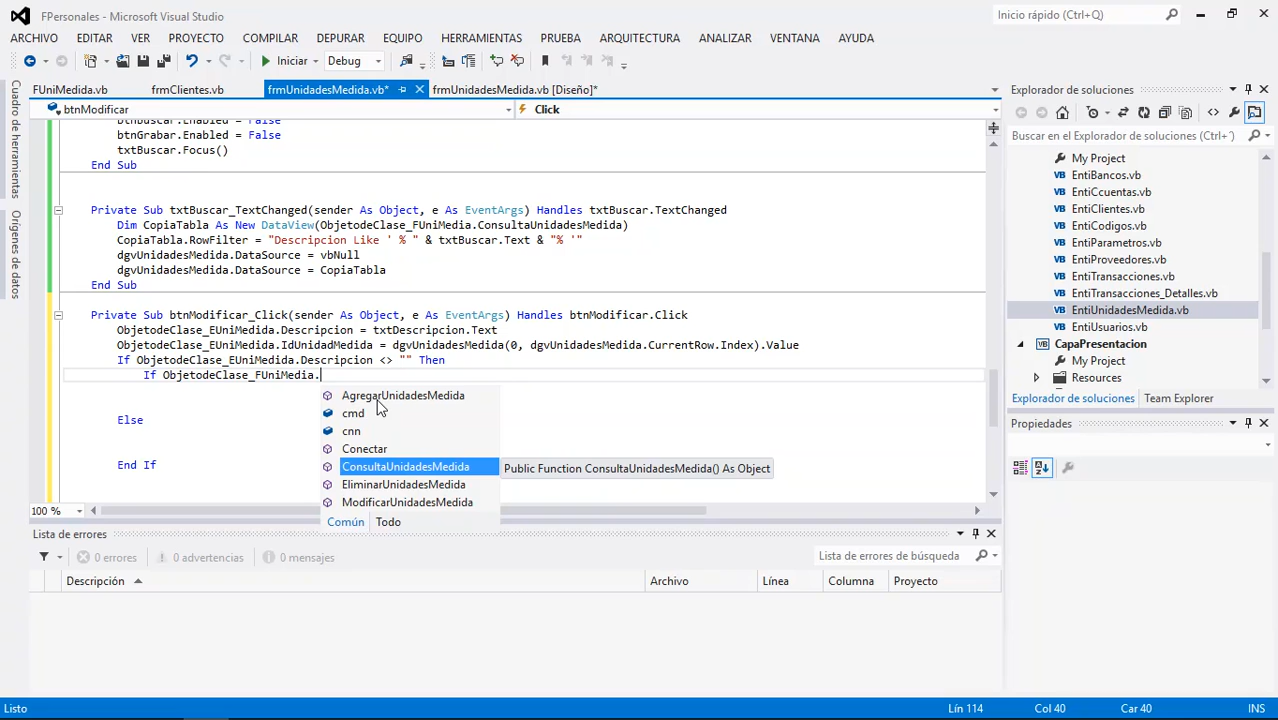 FPersonales - Microsoft Visual Studio
Inicio rápido (Ctrl+Q)
ARCHIVO EDITAR VER PROYECTO COMPILAR DEPURAR EQUIPO HERRAMIENTAS PRUEBA ARQUITECTURA ANALIZAR VENTANA AYUDA
Iniciar Debug
FUniMedida.vb frmClientes.vb frmUnidadesMedida.vb* frmUnidadesMedida.vb [Diseño]*
btnModificar Click
Cuadro de herramientas
Orígenes de datos
btnBuscar.Enabled = False
btnGrabar.Enabled = False
txtBuscar.Focus()
End Sub
Private Sub txtBuscar_TextChanged(sender As Object, e As EventArgs) Handles txtBuscar.TextChanged
Dim CopiaTabla As New DataView(ObjetodeClase_FUniMedia.ConsultaUnidadesMedida)
CopiaTabla.RowFilter = "Descripcion Like ' % " & txtBuscar.Text & "% '"
dgvUnidadesMedida.DataSource = vbNull
dgvUnidadesMedida.DataSource = CopiaTabla
End Sub
Private Sub btnModificar_Click(sender As Object, e As EventArgs) Handles btnModificar.Click
ObjetodeClase_EUniMedida.Descripcion = txtDescripcion.Text
ObjetodeClase_EUniMedida.IdUnidadMedida = dgvUnidadesMedida(0, dgvUnidadesMedida.CurrentRow.Index).Value
If ObjetodeClase_EUniMedida.Descripcion <> "" Then
If ObjetodeClase_FUniMedia.
AgregarUnidadesMedida
cmd
Else
cnn
Conectar
End If
ConsultaUnidadesMedida Public Function ConsultaUnidadesMedida() As Object
EliminarUnidadesMedida
ModificarUnidadesMedida
Común Todo
100 %
Lista de errores
0 errores 0 advertencias 0 mensajes Lista de errores de búsqueda
Descripción Archivo Línea Columna Proyecto
Explorador de soluciones
Buscar en el Explorador de soluciones (Ctrl+´)
My Project
EntiBancos.vb
EntiCcuentas.vb
EntiClientes.vb
EntiCodigos.vb
EntiParametros.vb
EntiProveedores.vb
EntiTransacciones.vb
EntiTransacciones_Detalles.vb
EntiUnidadesMedida.vb
EntiUsuarios.vb
CapaPresentacion
My Project
Resources
Explorador de soluciones Team Explorer
Propiedades
Listo Lín 114 Col 40 Car 40 INS